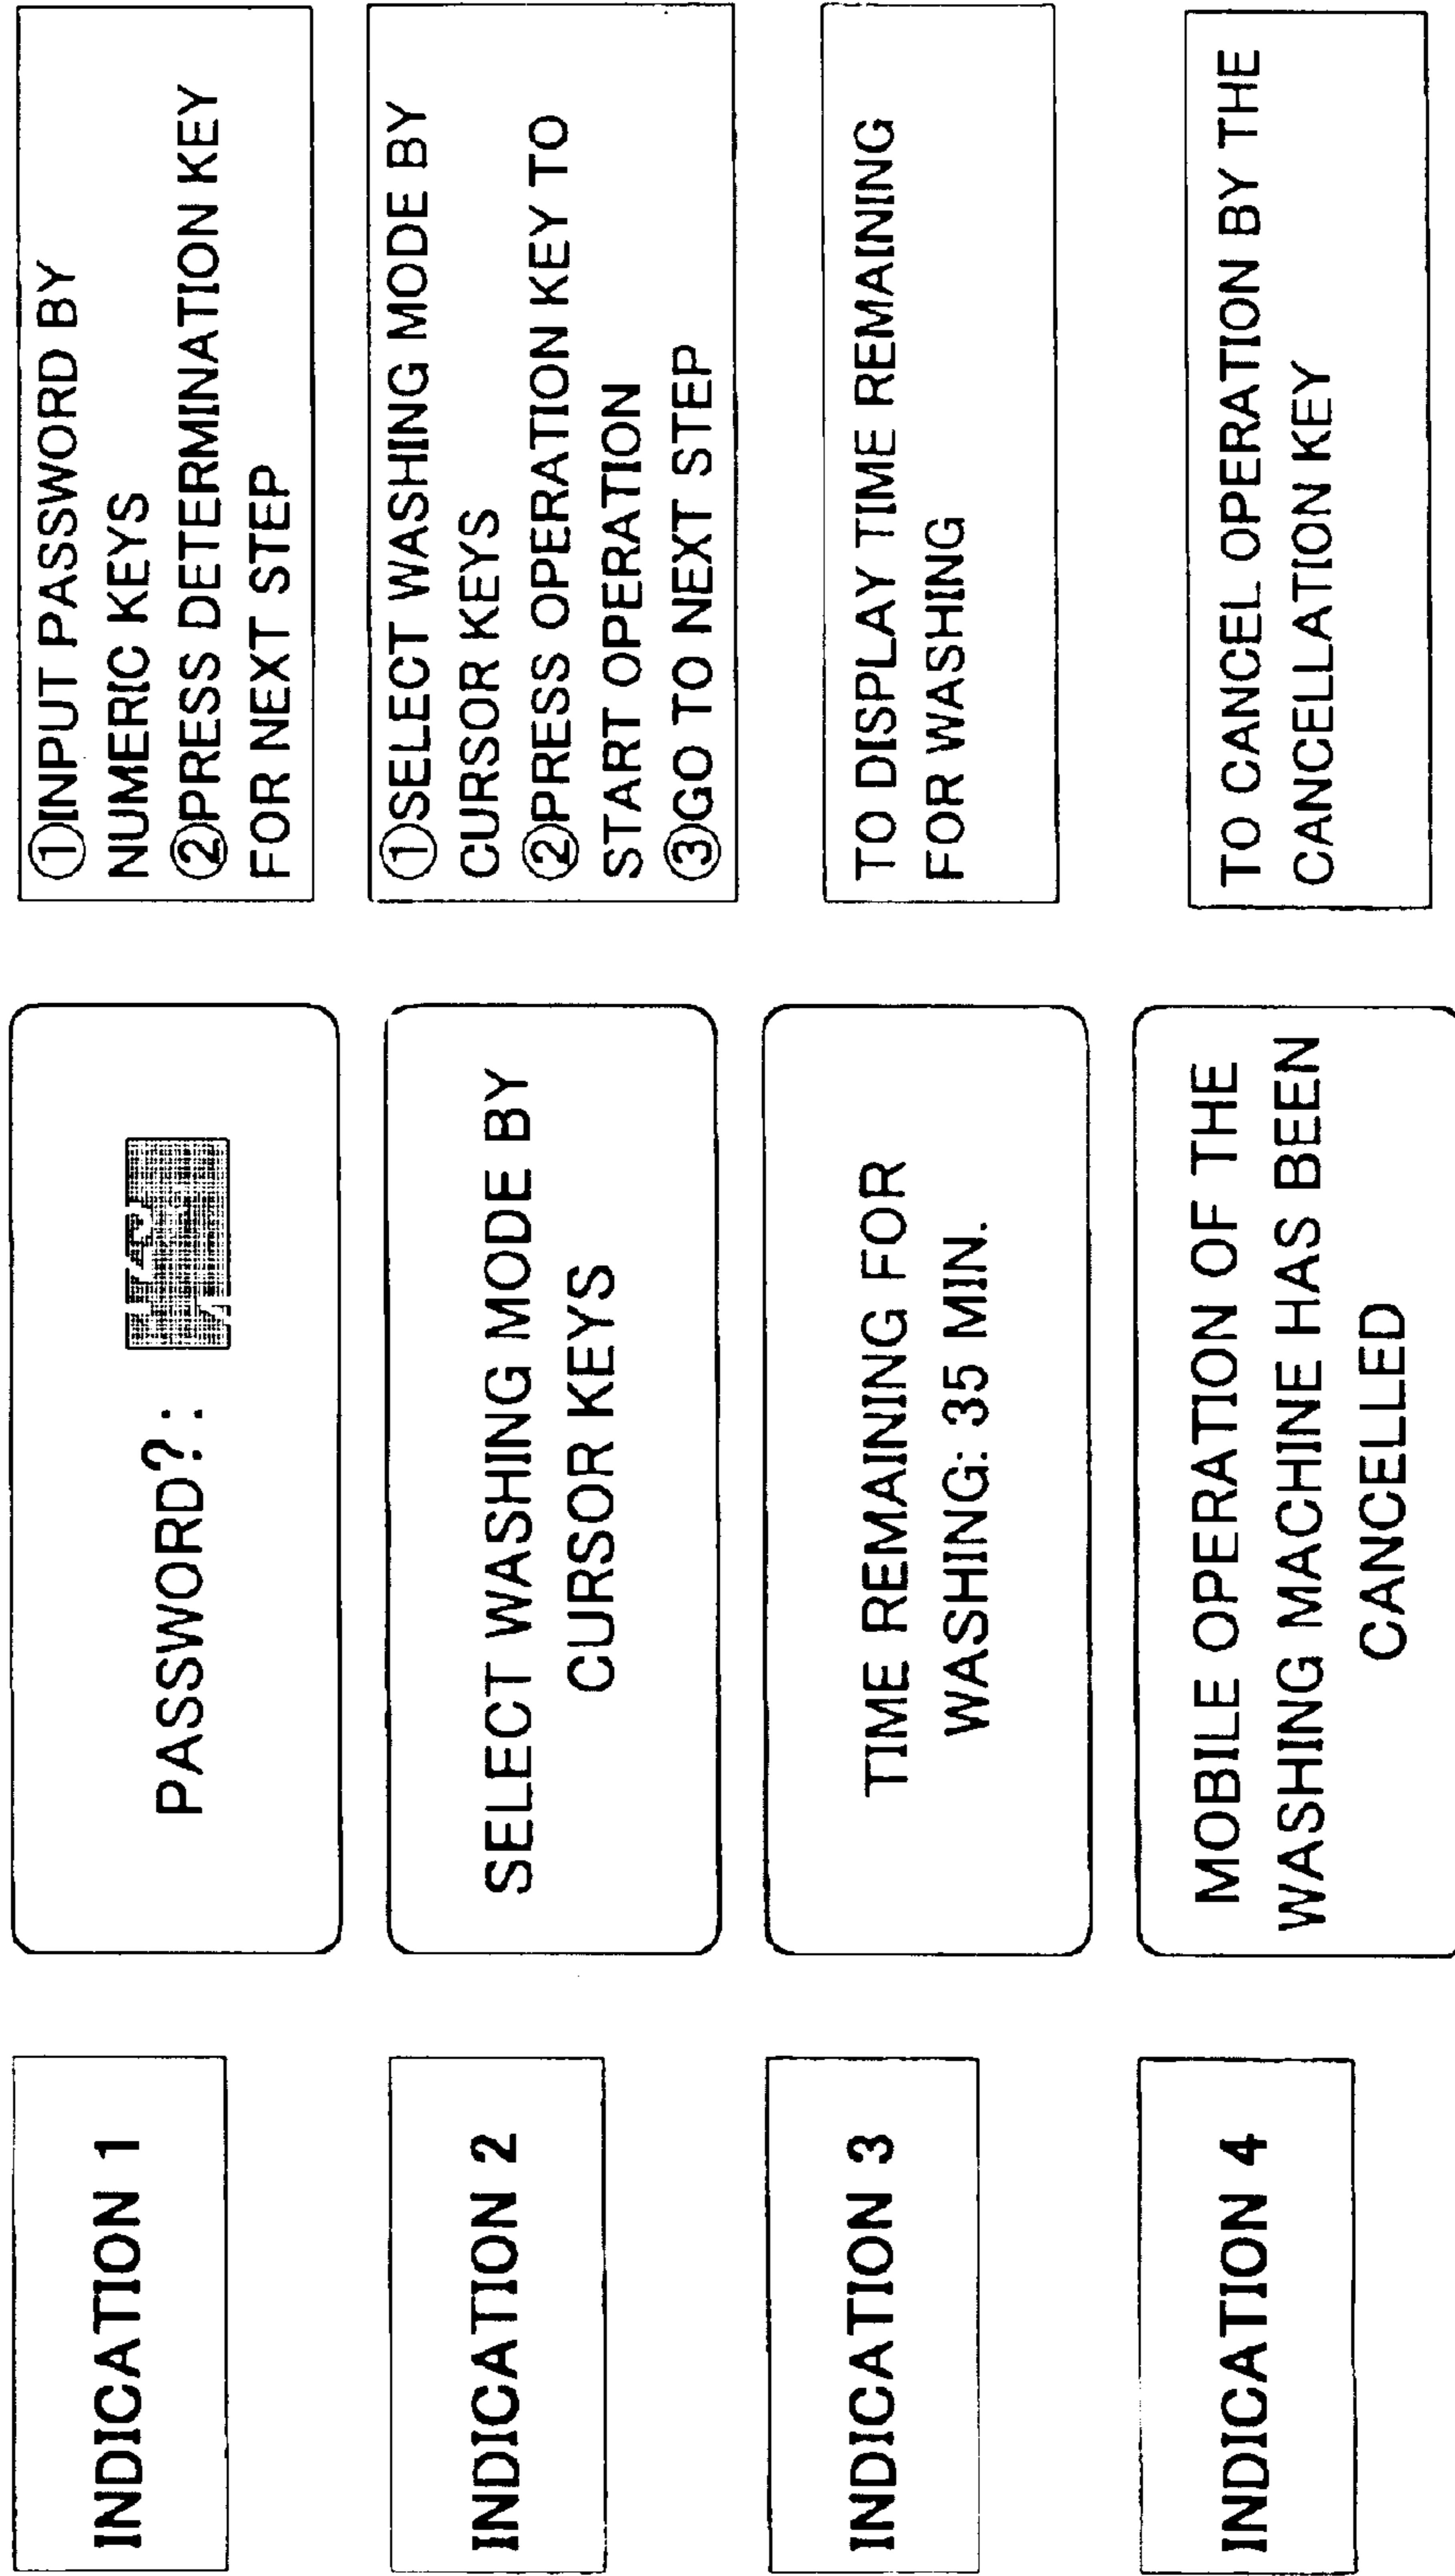 INDICATION 1
PASSWORD?:
①INPUT PASSWORD BY
NUMERIC KEYS
②PRESS DETERMINATION KEY
FOR NEXT STEP
INDICATION 2
SELECT WASHING MODE BY
CURSOR KEYS
①SELECT WASHING MODE BY
CURSOR KEYS
②PRESS OPERATION KEY TO
START OPERATION
③GO TO NEXT STEP
INDICATION 3
TIME REMAINING FOR
WASHING: 35 MIN.
TO DISPLAY TIME REMAINING
FOR WASHING
INDICATION 4
MOBILE OPERATION OF THE
WASHING MACHINE HAS BEEN
CANCELLED
TO CANCEL OPERATION BY THE
CANCELLATION KEY